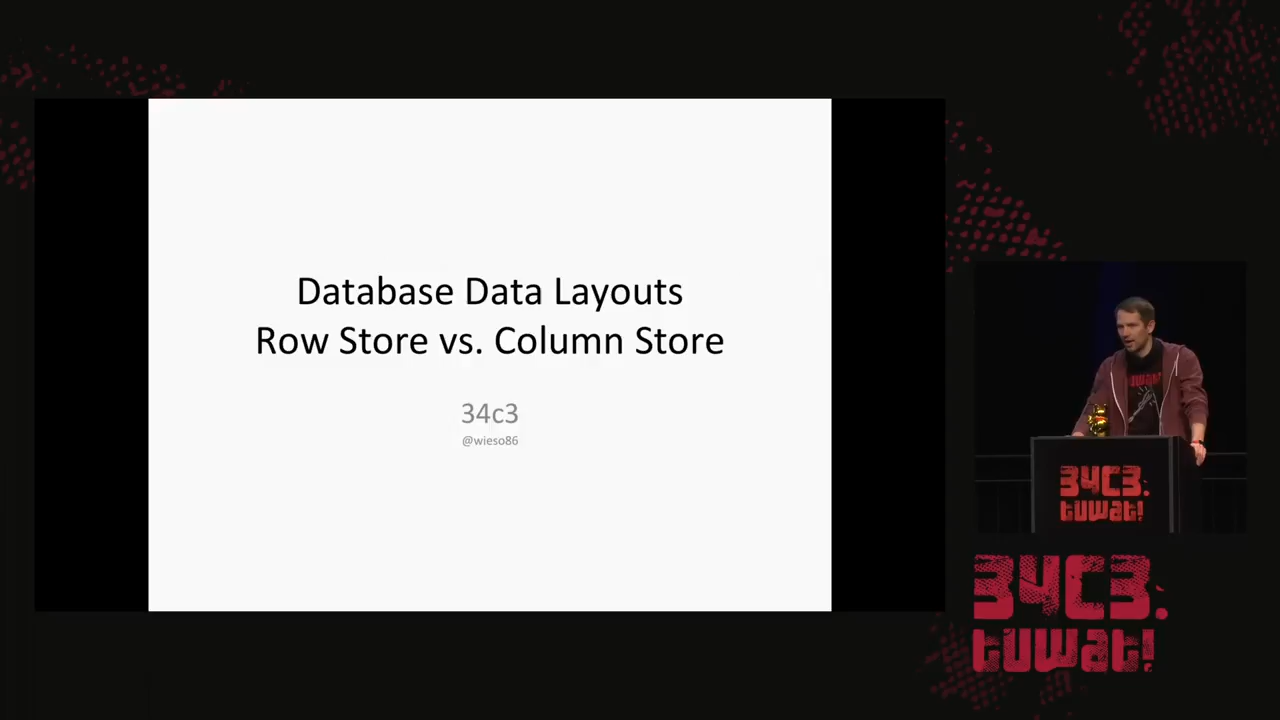 Database Data Layouts
Row Store vs. Column Store
34c3
@wieso86
34C3.
tuwat!
34C3.
tuwat!